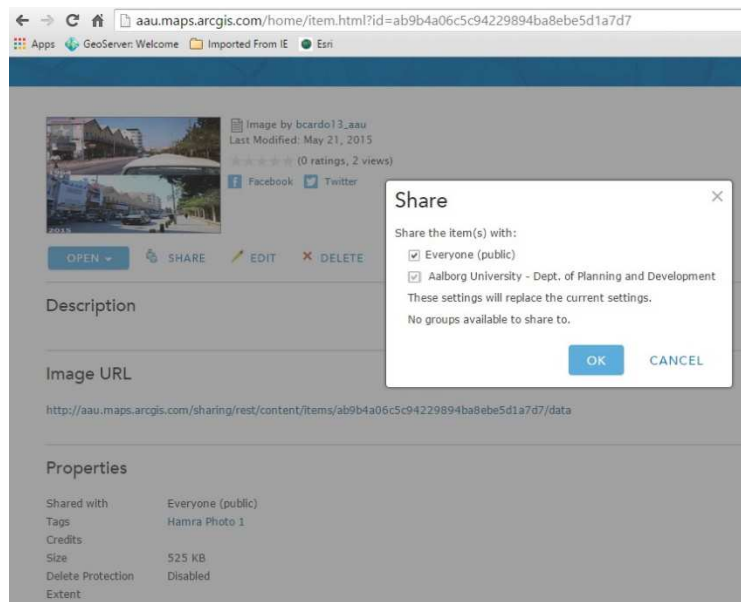 aau.maps.arcgis.com/home/item.html?id=ab9b4a06c5c94229894ba8ebe5d1a7d7
Apps GeoServer: Welcome Imported From IE Esri
Image by bcardo13_aau
Last Modified: May 21, 2015
(0 ratings, 2 views)
Facebook Twitter
2015
OPEN SHARE EDIT DELETE
Share
Share the item(s) with:
Everyone (public)
Aalborg University - Dept. of Planning and Development
These settings will replace the current settings.
No groups available to share to.
OK CANCEL
Description
Image URL
http://aau.maps.arcgis.com/sharing/rest/content/items/ab9b4a06c5c94229894ba8ebe5d1a7d7/data
Properties
Shared with Everyone (public)
Tags Hamra Photo 1
Credits
Size 525 KB
Delete Protection Disabled
Extent